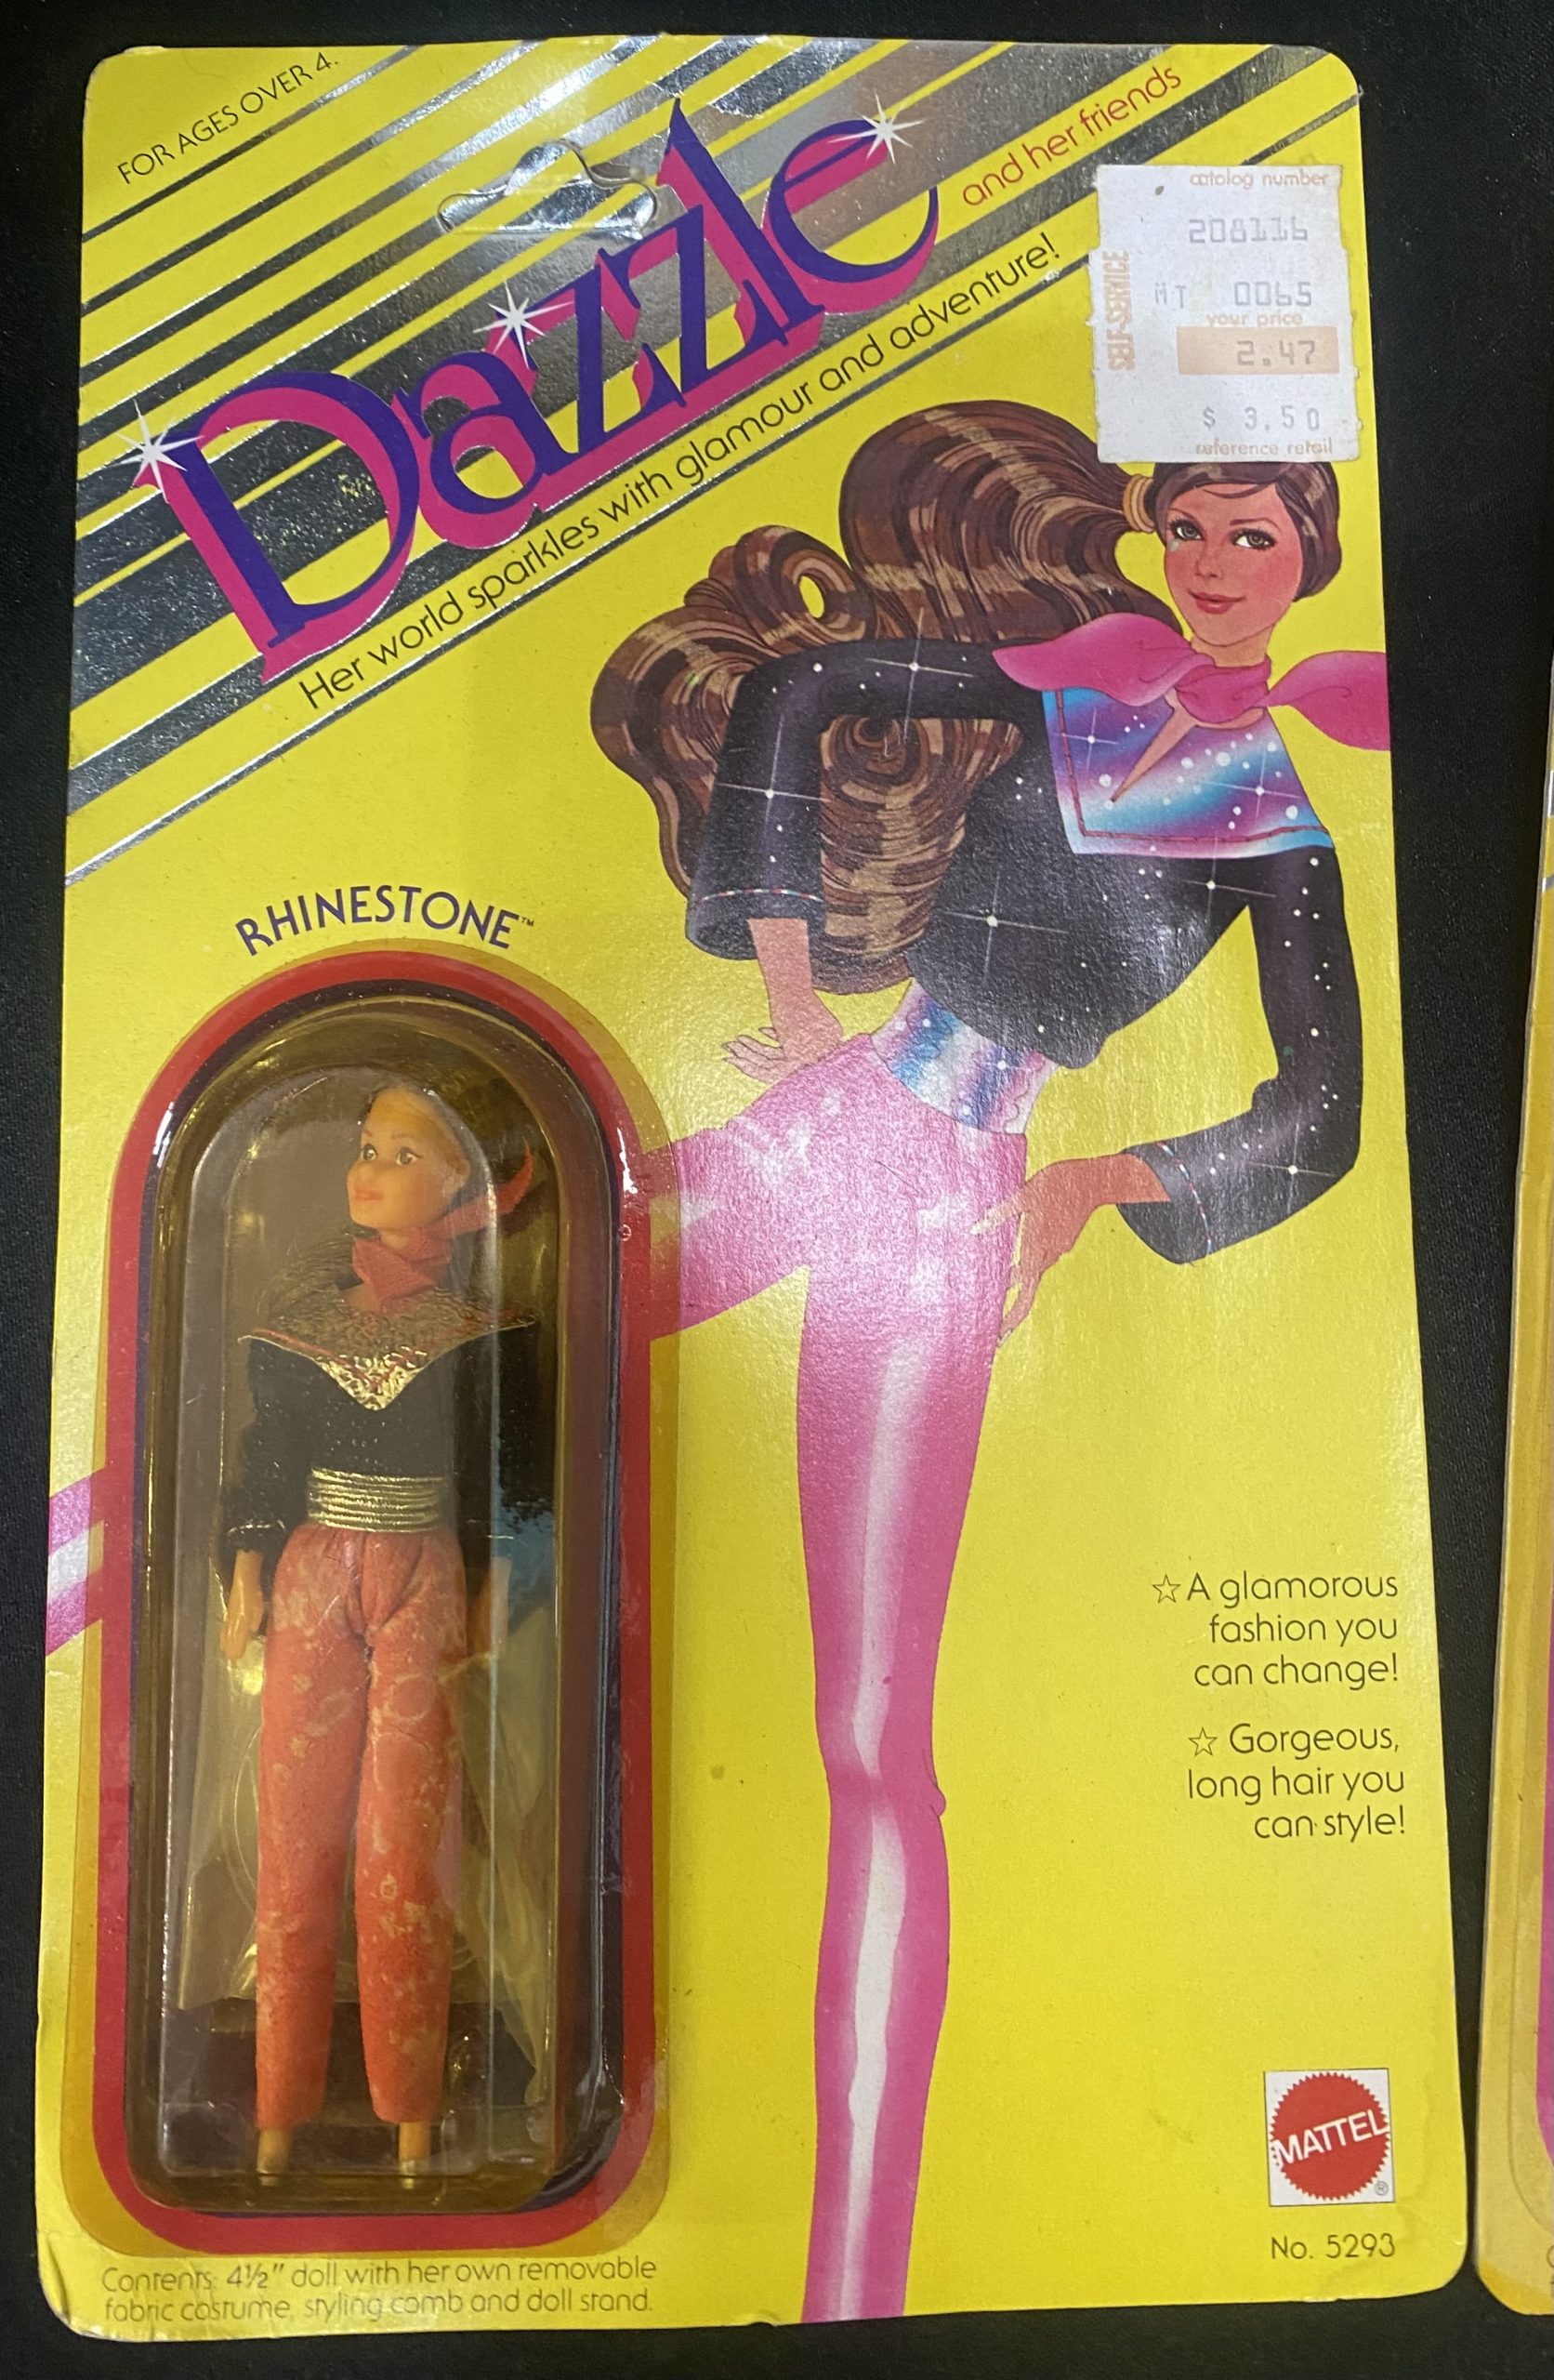 FOR AGES OVER 4.
Dazzle
and her friends
Her world sparkles with glamour and adventure!
catalog number
208116
SELF-SERVICE
MT 0065
your price
2.47
$ 3.50
reference retail
RHINESTONE™
☆ A glamorous
fashion you
can change!
☆ Gorgeous,
long hair you
can style!
MATTEL
®
No. 5293
Contents: 4½" doll with her own removable
fabric costume, styling comb and doll stand.